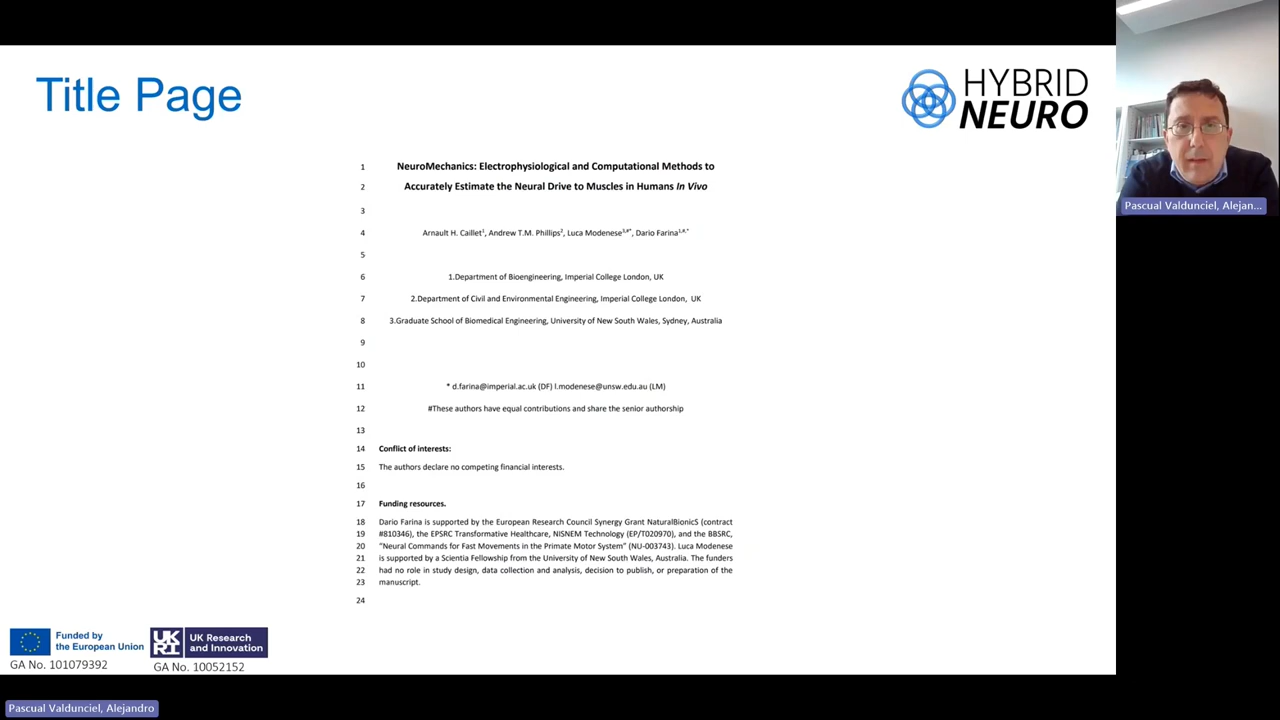 Title Page
HYBRID
NEURO
1 NeuroMechanics: Electrophysiological and Computational Methods to
2 Accurately Estimate the Neural Drive to Muscles in Humans In Vivo
3
4 Arnault H. Caillet¹, Andrew T.M. Phillips², Luca Modenese³,#*, Dario Farina¹,#,*
5
6 1.Department of Bioengineering, Imperial College London, UK
7 2.Department of Civil and Environmental Engineering, Imperial College London, UK
8 3.Graduate School of Biomedical Engineering, University of New South Wales, Sydney, Australia
9
10
11 * d.farina@imperial.ac.uk (DF) l.modenese@unsw.edu.au (LM)
12 #These authors have equal contributions and share the senior authorship
13
14 Conflict of interests:
15 The authors declare no competing financial interests.
16
17 Funding resources.
18 Dario Farina is supported by the European Research Council Synergy Grant NaturalBionicS (contract
19 #810346), the EPSRC Transformative Healthcare, NISNEM Technology (EP/T020970), and the BBSRC,
20 “Neural Commands for Fast Movements in the Primate Motor System” (NU-003743). Luca Modenese
21 is supported by a Scientia Fellowship from the University of New South Wales, Australia. The funders
22 had no role in study design, data collection and analysis, decision to publish, or preparation of the
23 manuscript.
24
Funded by
the European Union
GA No. 101079392
UK
RI
UK Research
and Innovation
GA No. 10052152
Pascual Valdunciel, Alejan...
Pascual Valdunciel, Alejandro